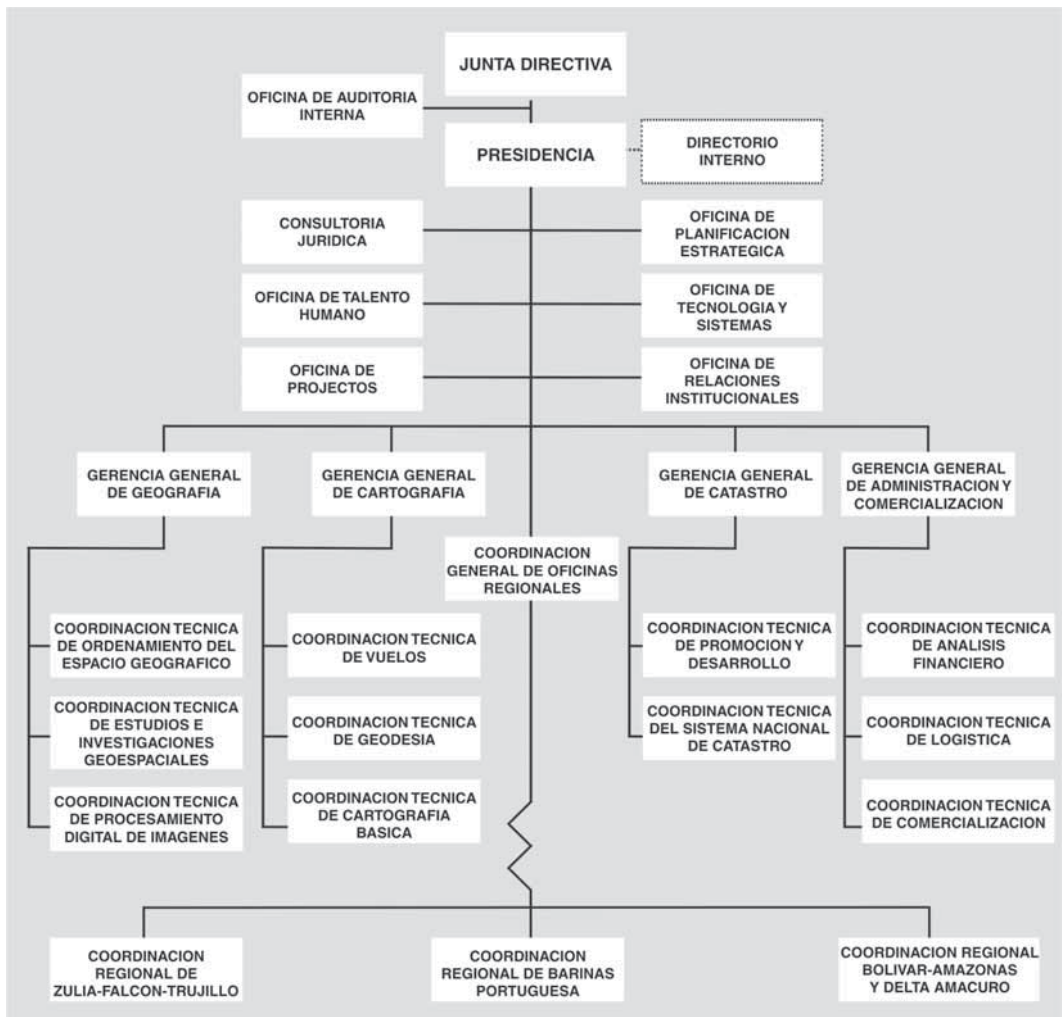 JUNTA DIRECTIVA
OFICINA DE AUDITORIA
INTERNA
PRESIDENCIA
DIRECTORIO
INTERNO
CONSULTORIA
JURIDICA
OFICINA DE
PLANIFICACION
ESTRATEGICA
OFICINA DE TALENTO
HUMANO
OFICINA DE
TECNOLOGIA Y
SISTEMAS
OFICINA DE
PROJECTOS
OFICINA DE
RELACIONES
INSTITUCIONALES
GERENCIA GENERAL
DE GEOGRAFIA
GERENCIA GENERAL
DE CARTOGRAFIA
GERENCIA GENERAL
DE CATASTRO
GERENCIA GENERAL
DE ADMINISTRACION Y
COMERCIALIZACION
COORDINACION
GENERAL DE OFICINAS
REGIONALES
COORDINACION TECNICA
DE ORDENAMIENTO DEL
ESPACIO GEOGRAFICO
COORDINACION TECNICA
DE VUELOS
COORDINACION TECNICA
DE PROMOCION Y
DESARROLLO
COORDINACION TECNICA
DE ANALISIS
FINANCIERO
COORDINACION TECNICA
DE ESTUDIOS E
INVESTIGACIONES
GEOESPACIALES
COORDINACION TECNICA
DE GEODESIA
COORDINACION TECNICA
DEL SISTEMA NACIONAL
DE CATASTRO
COORDINACION TECNICA
DE LOGISTICA
COORDINACION TECNICA
DE PROCESAMIENTO
DIGITAL DE IMAGENES
COORDINACION TECNICA
DE CARTOGRAFIA
BASICA
COORDINACION TECNICA
DE COMERCIALIZACION
COORDINACION
REGIONAL DE
ZULIA-FALCON-TRUJILLO
COORDINACION
REGIONAL DE BARINAS
PORTUGUESA
COORDINACION REGIONAL
BOLIVAR-AMAZONAS
Y DELTA AMACURO